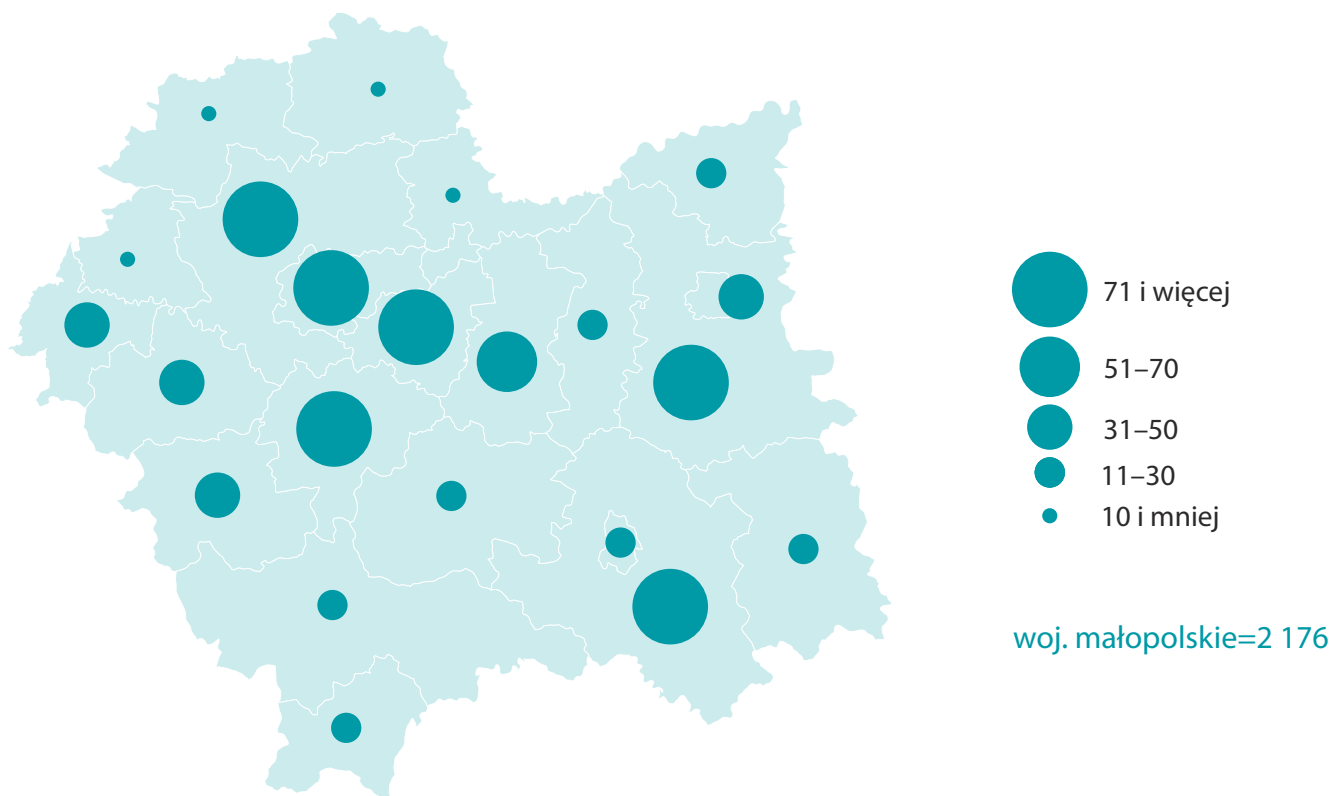 71 i więcej
51–70
31–50
11–30
10 i mniej
woj. małopolskie=2 176